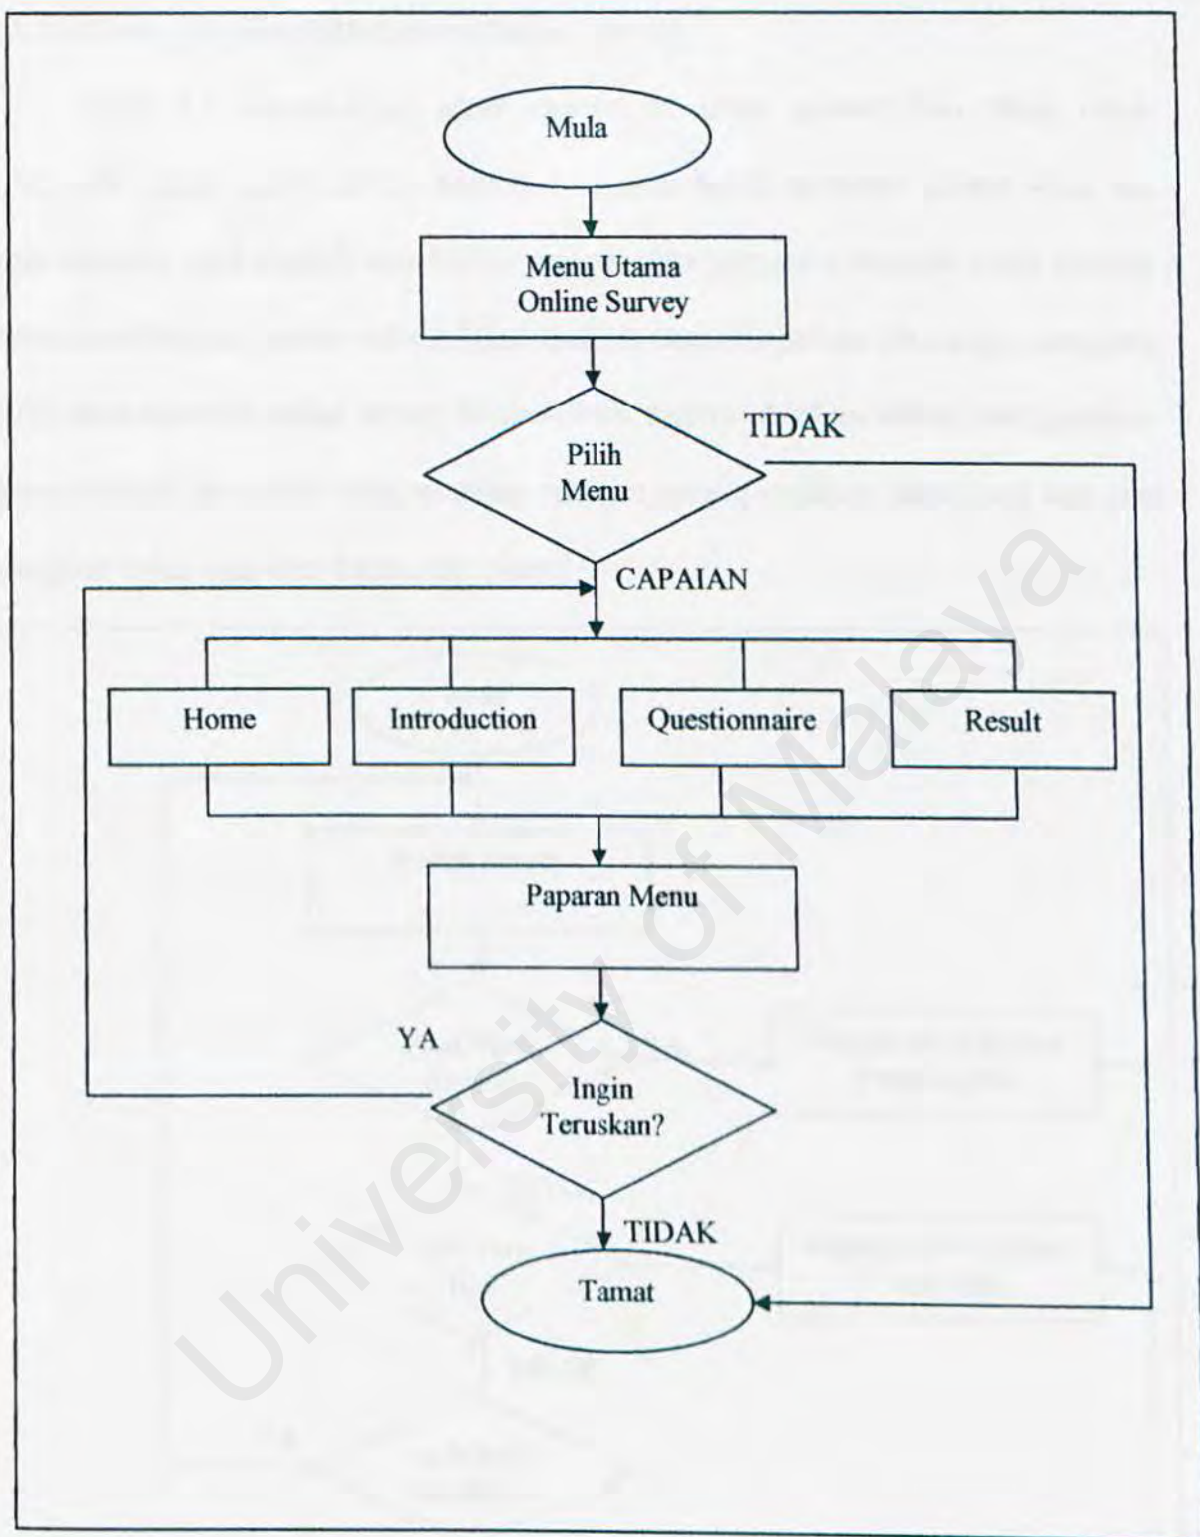 Mula
Menu Utama
Online Survey
Pilih
Menu
TIDAK
CAPAIAN
Home
Introduction
Questionnaire
Result
Paparan Menu
YA
Ingin
Teruskan?
TIDAK
Tamat
University of Malaya